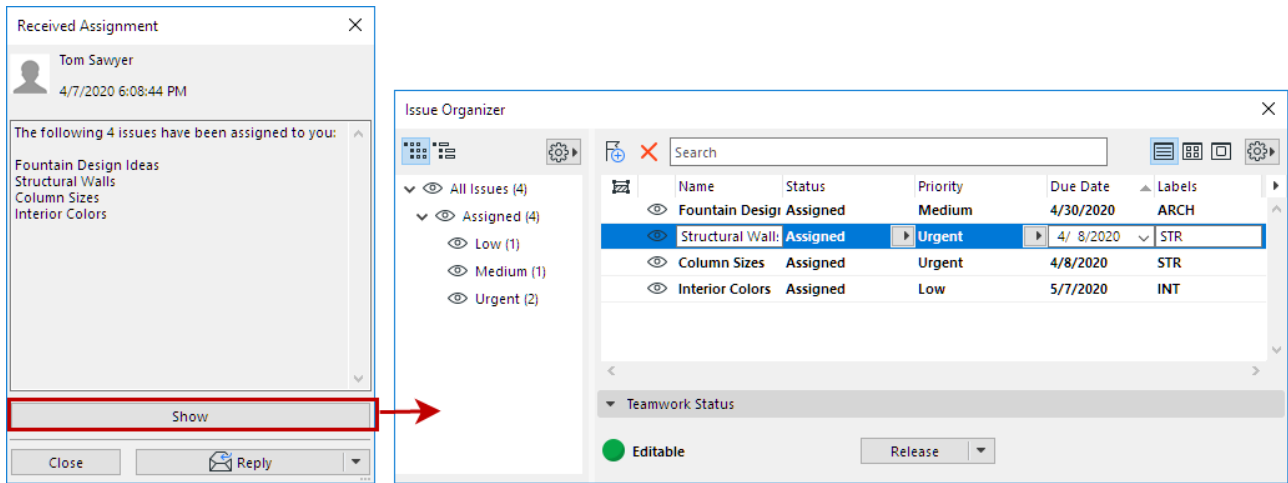 Received Assignment
Tom Sawyer
4/7/2020 6:08:44 PM
The following 4 issues have been assigned to you:
Fountain Design Ideas
Structural Walls
Column Sizes
Interior Colors
Show
Close
Reply
Issue Organizer
Search
All Issues (4)
Assigned (4)
Low (1)
Medium (1)
Urgent (2)
Name Status Priority Due Date Labels
Fountain Design Assigned Medium 4/30/2020 ARCH
Structural Walls Assigned Urgent 4/ 8/2020 STR
Column Sizes Assigned Urgent 4/8/2020 STR
Interior Colors Assigned Low 5/7/2020 INT
Teamwork Status
Editable Release